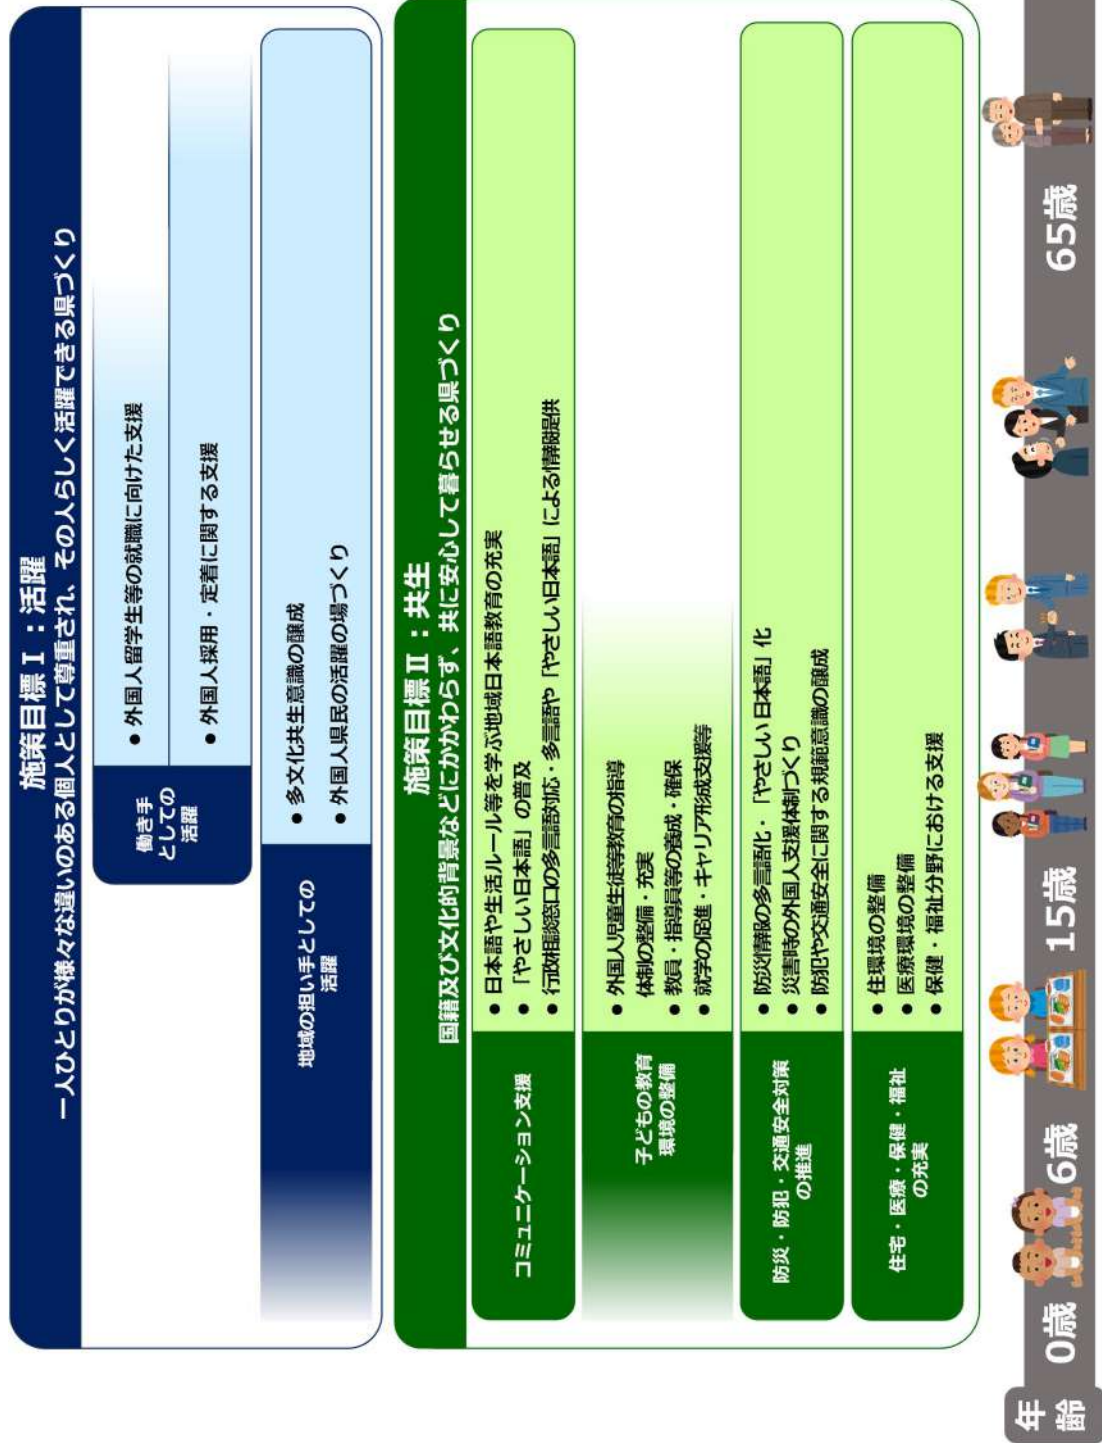 施策目標Ⅰ：活躍
一人ひとりが様々な違いのある個人として尊重され、その人らしく活躍できる県づくり
働き手
としての
活躍
● 外国人留学生等の就職に向けた支援
● 外国人採用・定着に関する支援
地域の担い手としての
活躍
● 多文化共生意識の醸成
● 外国人県民の活躍の場づくり
施策目標Ⅱ：共生
国籍及び文化的背景などにかかわらず、共に安心して暮らせる県づくり
コミュニケーション支援
● 日本語や生活ルール等を学ぶ地域日本語教育の充実
● 「やさしい日本語」の普及
● 行政相談窓口の多言語対応・多言語や「やさしい日本語」による情報提供
子どもの教育
環境の整備
● 外国人児童生徒等教育の指導
体制の整備・充実
● 教員・指導員等の養成・確保
● 就学の促進・キャリア形成支援等
防災・防犯・交通安全対策
の推進
● 防災情報の多言語化・「やさしい日本語」化
● 災害時の外国人支援体制づくり
● 防犯や交通安全に関する規範意識の醸成
住宅・医療・保健・福祉
の充実
● 住環境の整備
● 医療環境の整備
● 保健・福祉分野における支援
年
齢
0歳
6歳
15歳
65歳